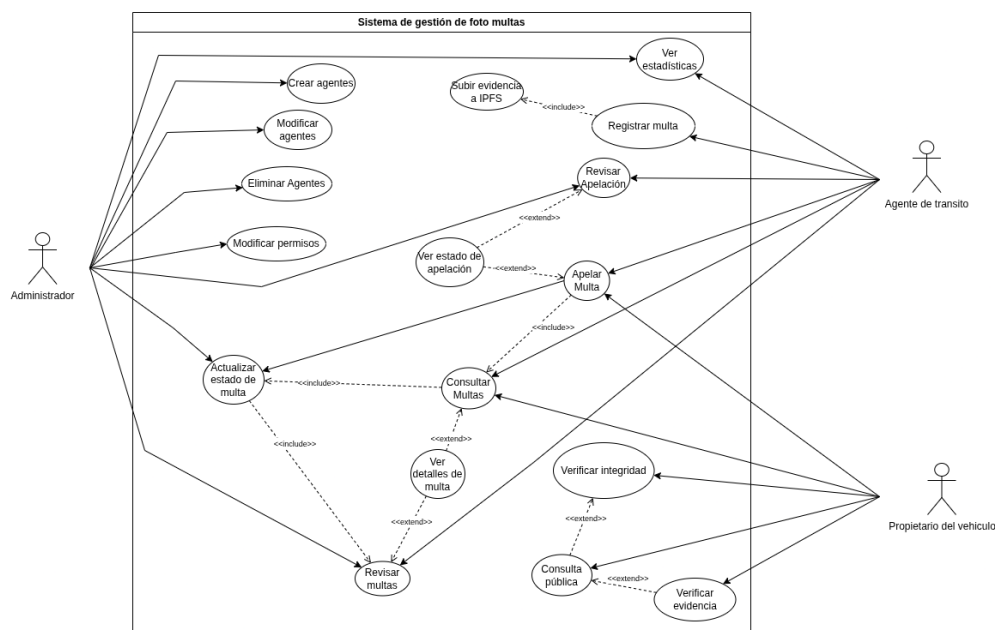 Sistema de gestión de foto multas
Ver
estadísticas
Crear agentes
Subir evidencia
a IPFS
<<include>>
Modificar
agentes
Registrar multa
Revisar
Apelación
Eliminar Agentes
Agente de transito
<<extend>>
Modificar permisos
Ver estado de
apelación
<<extend>>
Apelar
Multa
Administrador
<<include>>
Actualizar
estado de
multa
<<include>>
Consultar
Multas
<<include>>
<<extend>>
Ver
detalles de
multa
Verificar integridad
<<extend>>
<<extend>>
Propietario del vehiculo
Revisar
multas
Consulta
pública
<<extend>>
Verificar
evidencia